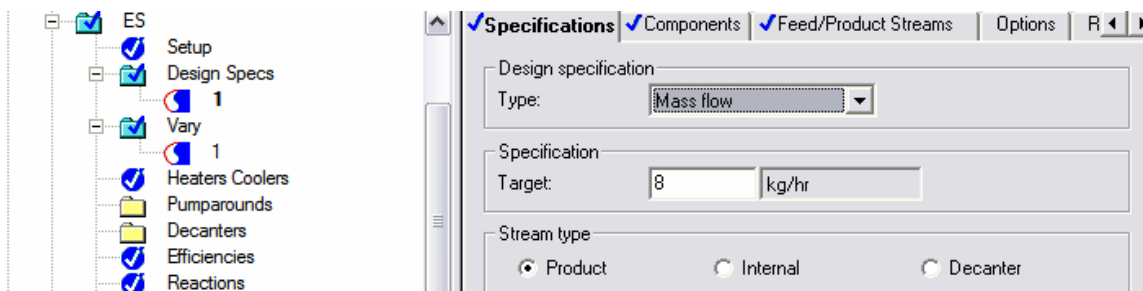 ES
Setup
Design Specs
1
Vary
1
Heaters Coolers
Pumparounds
Decanters
Efficiencies
Reactions
Specifications Components Feed/Product Streams Options R
Design specification
Type: Mass flow
Specification
Target: 8 kg/hr
Stream type
Product Internal Decanter